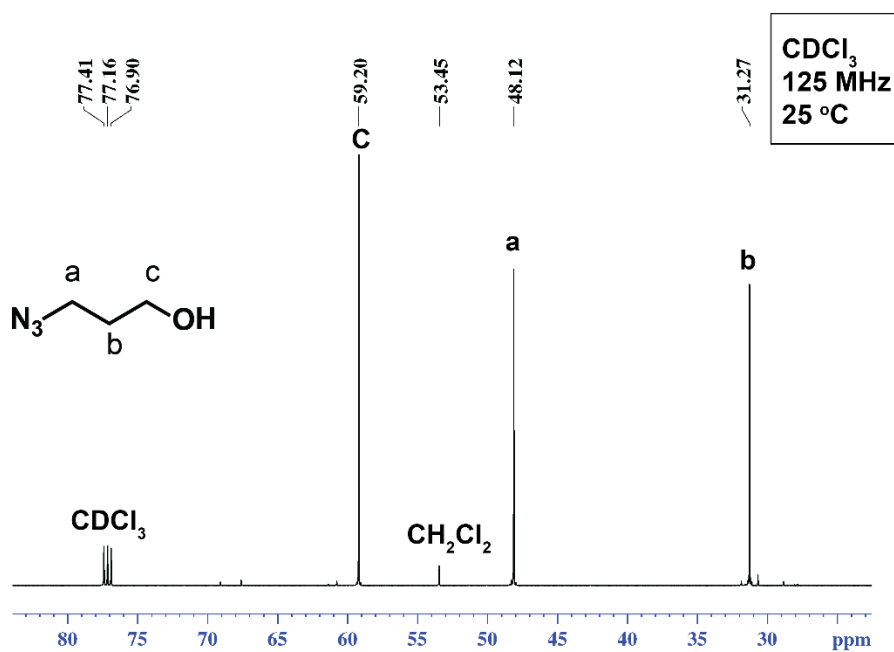 77.41
77.16
76.90
59.20
53.45
48.12
31.27
CDCl₃
125 MHz
25 °C
C
a
b
a c
N₃ OH
b
CDCl₃
CH₂Cl₂
80 75 70 65 60 55 50 45 40 35 30 ppm